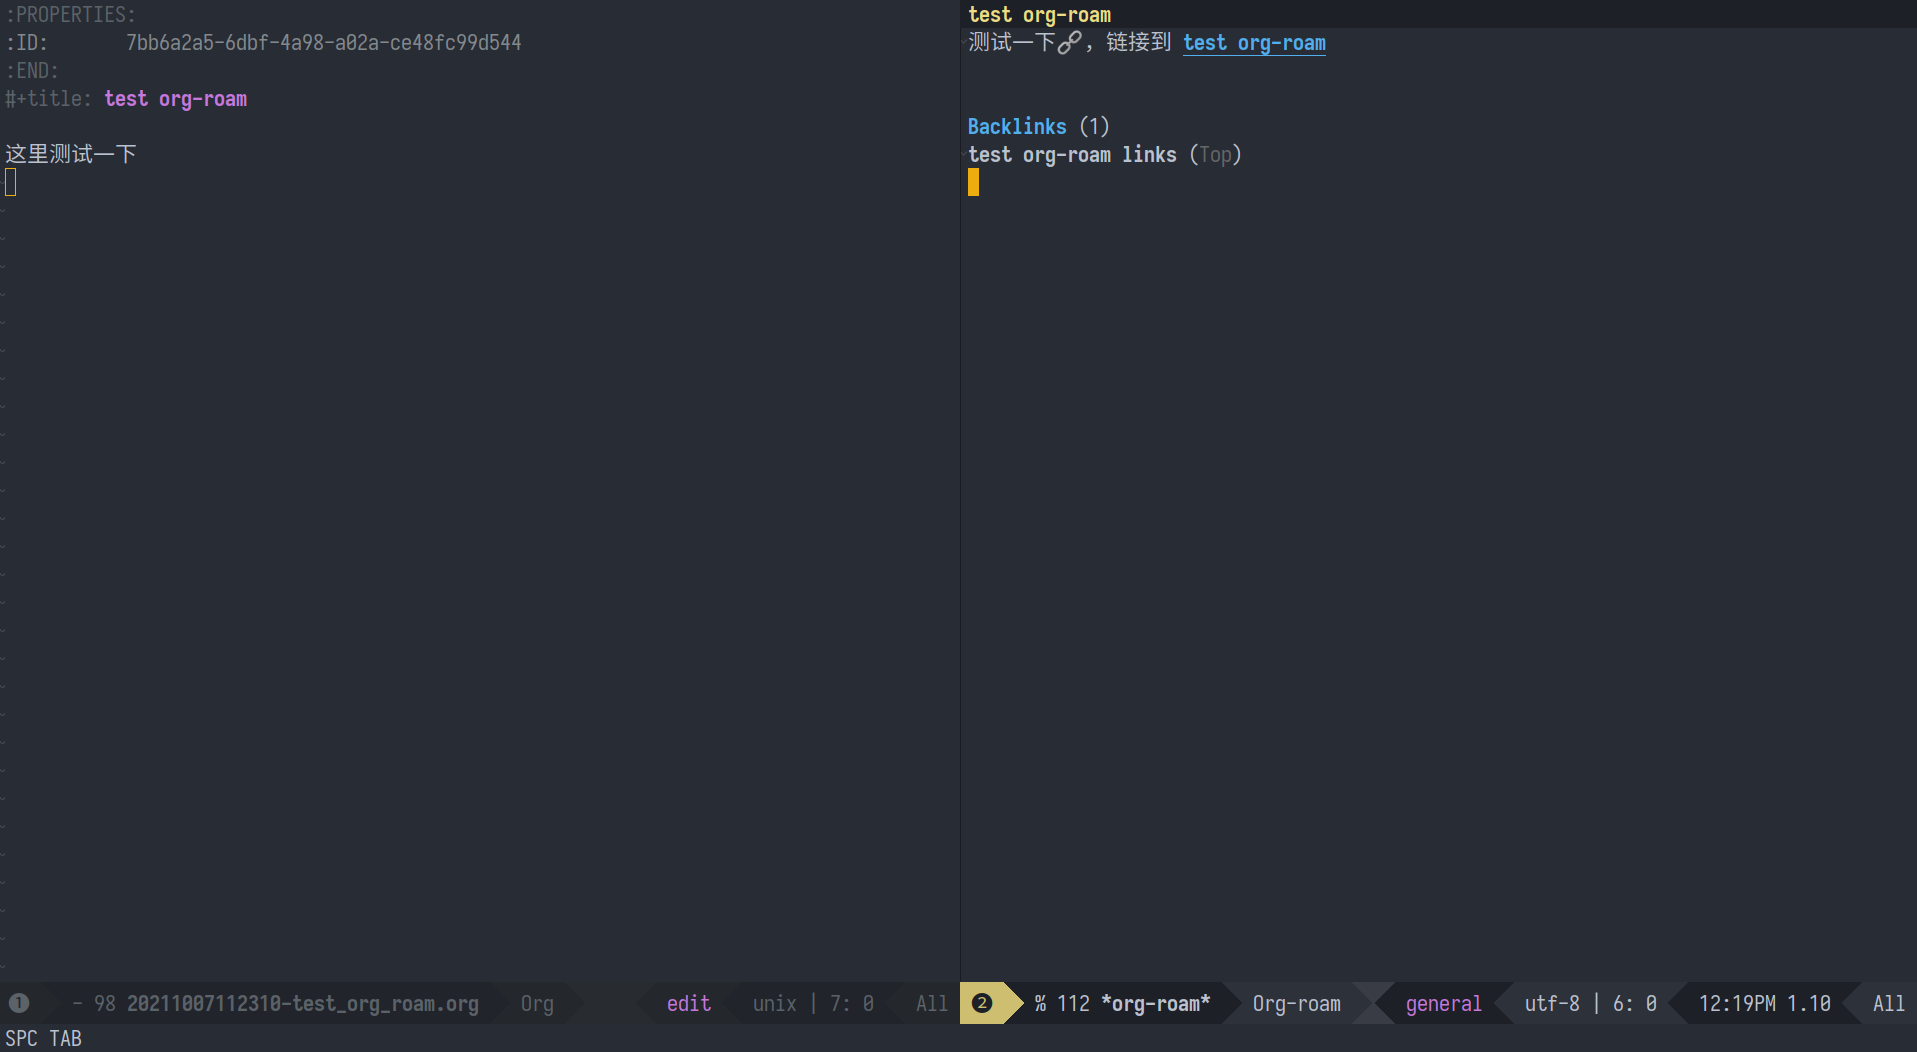 :PROPERTIES:
:ID:       7bb6a2a5-6dbf-4a98-a02a-ce48fc99d544
:END:
#+title: test org-roam
这里测试一下
test org-roam
测试一下🔗，链接到 test org-roam
Backlinks (1)
test org-roam links (Top)
❶ - 98 20211007112310-test_org_roam.org Org edit unix | 7: 0 All
❷ % 112 *org-roam* Org-roam general utf-8 | 6: 0 12:19PM 1.10 All
SPC TAB